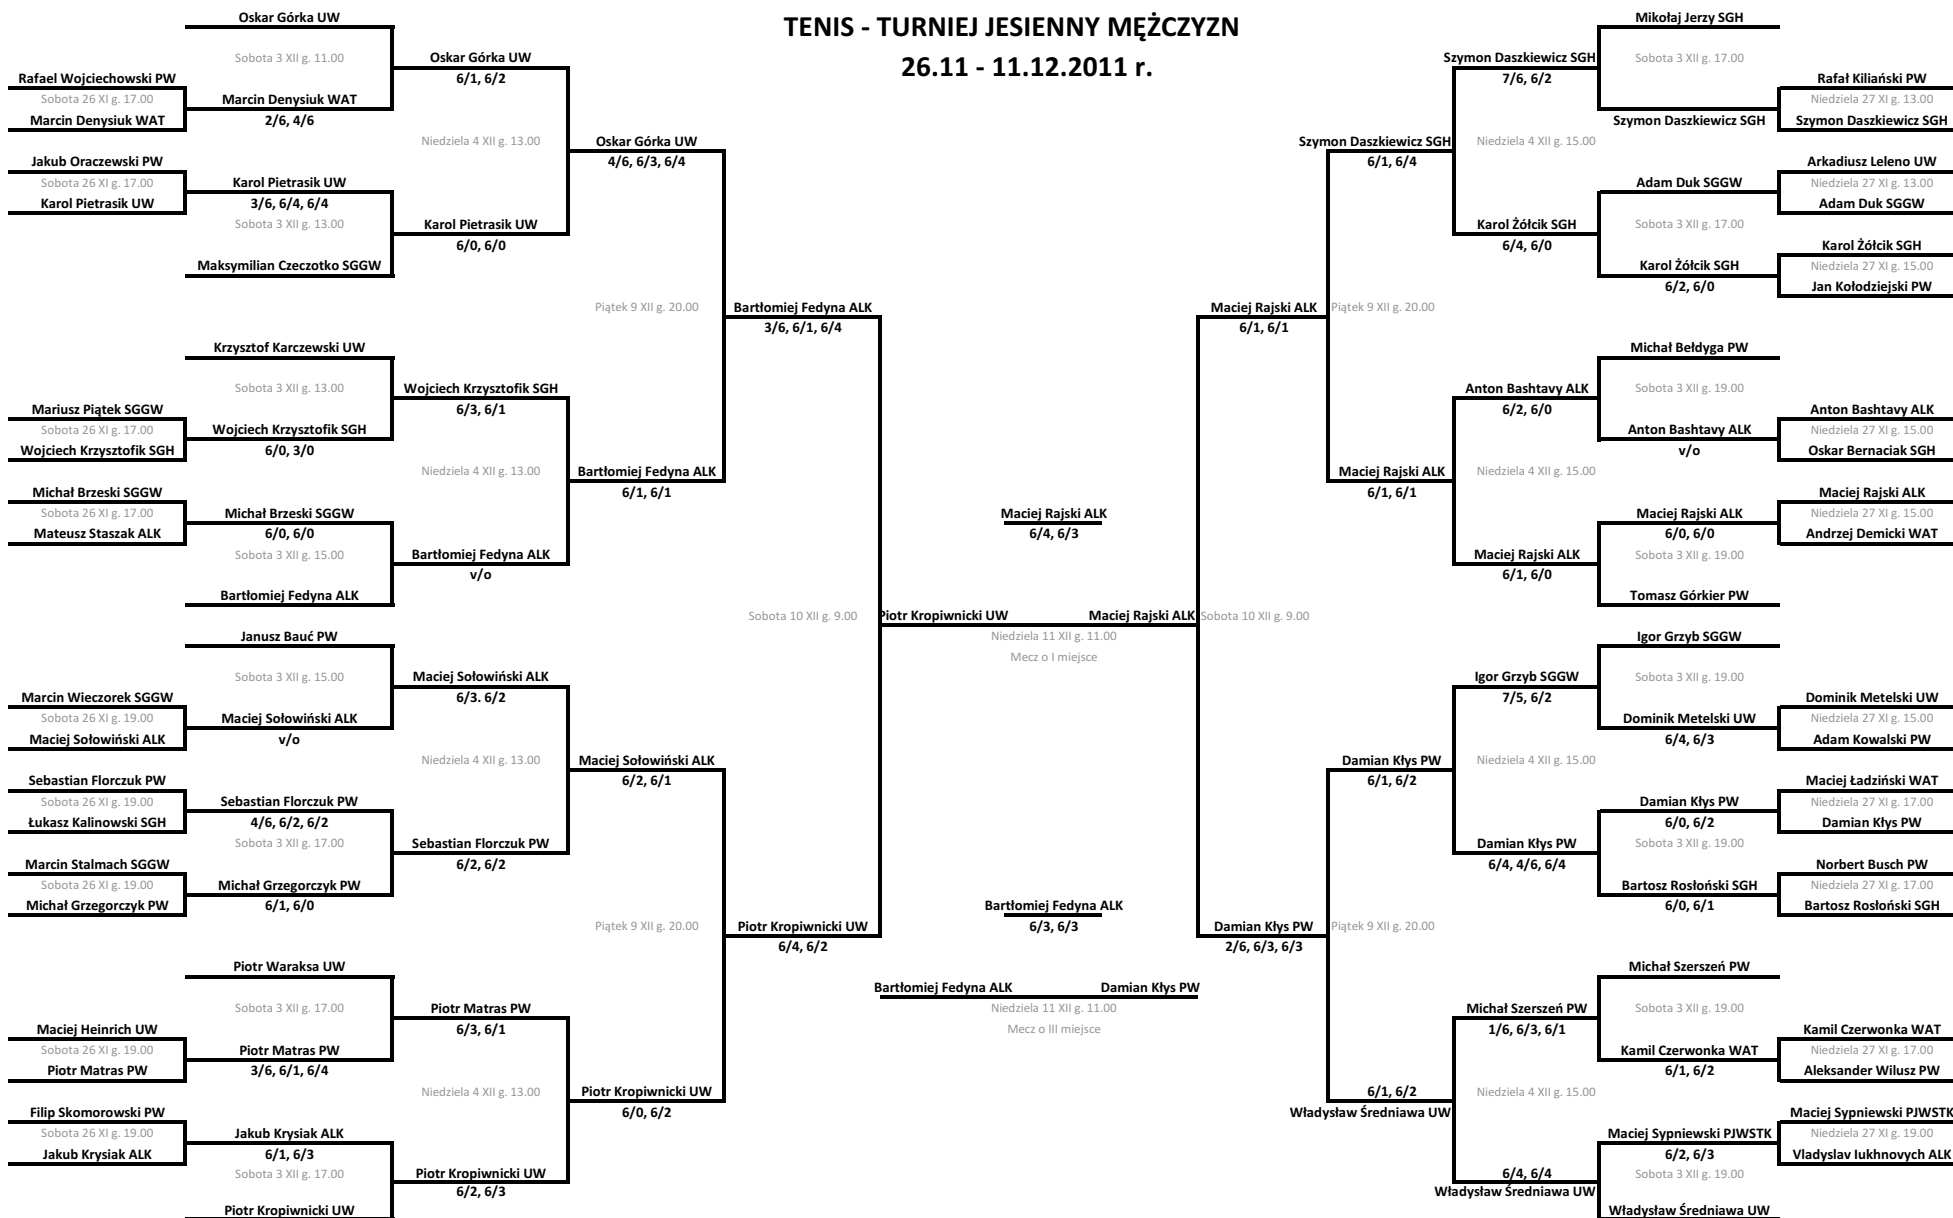 TENIS - TURNIEJ JESIENNY MĘŻCZYZN
26.11 - 11.12.2011 r.
Oskar Górka UW
Sobota 3 XII g. 11.00
Oskar Górka UW
6/1, 6/2
Rafael Wojciechowski PW
Sobota 26 XI g. 17.00
Marcin Denysiuk WAT
Marcin Denysiuk WAT
2/6, 4/6
Niedziela 4 XII g. 13.00
Oskar Górka UW
4/6, 6/3, 6/4
Jakub Oraczewski PW
Sobota 26 XI g. 17.00
Karol Pietrasik UW
Karol Pietrasik UW
3/6, 6/4, 6/4
Sobota 3 XII g. 13.00
Karol Pietrasik UW
6/0, 6/0
Maksymilian Czeczotko SGGW
Piątek 9 XII g. 20.00
Bartłomiej Fedyna ALK
3/6, 6/1, 6/4
Krzysztof Karczewski UW
Sobota 3 XII g. 13.00
Wojciech Krzysztofik SGH
6/3, 6/1
Mariusz Piątek SGGW
Sobota 26 XI g. 17.00
Wojciech Krzysztofik SGH
Wojciech Krzysztofik SGH
6/0, 3/0
Niedziela 4 XII g. 13.00
Bartłomiej Fedyna ALK
6/1, 6/1
Michał Brzeski SGGW
Sobota 26 XI g. 17.00
Mateusz Staszak ALK
Michał Brzeski SGGW
6/0, 6/0
Sobota 3 XII g. 15.00
Bartłomiej Fedyna ALK
v/o
Bartłomiej Fedyna ALK
Sobota 10 XII g. 9.00
Piotr Kropiwnicki UW
Janusz Bauć PW
Sobota 3 XII g. 15.00
Maciej Sołowiński ALK
6/3. 6/2
Marcin Wieczorek SGGW
Sobota 26 XI g. 19.00
Maciej Sołowiński ALK
Maciej Sołowiński ALK
v/o
Niedziela 4 XII g. 13.00
Maciej Sołowiński ALK
6/2, 6/1
Sebastian Florczuk PW
Sobota 26 XI g. 19.00
Łukasz Kalinowski SGH
Sebastian Florczuk PW
4/6, 6/2, 6/2
Sobota 3 XII g. 17.00
Sebastian Florczuk PW
6/2, 6/2
Marcin Stalmach SGGW
Sobota 26 XI g. 19.00
Michał Grzegorczyk PW
Michał Grzegorczyk PW
6/1, 6/0
Piątek 9 XII g. 20.00
Piotr Kropiwnicki UW
6/4, 6/2
Piotr Waraksa UW
Sobota 3 XII g. 17.00
Piotr Matras PW
6/3, 6/1
Maciej Heinrich UW
Sobota 26 XI g. 19.00
Piotr Matras PW
Piotr Matras PW
3/6, 6/1, 6/4
Niedziela 4 XII g. 13.00
Piotr Kropiwnicki UW
6/0, 6/2
Filip Skomorowski PW
Sobota 26 XI g. 19.00
Jakub Krysiak ALK
Jakub Krysiak ALK
6/1, 6/3
Sobota 3 XII g. 17.00
Piotr Kropiwnicki UW
6/2, 6/3
Piotr Kropiwnicki UW
Maciej Rajski ALK
6/4, 6/3
Maciej Rajski ALK
Niedziela 11 XII g. 11.00
Mecz o I miejsce
Bartłomiej Fedyna ALK
6/3, 6/3
Bartłomiej Fedyna ALK
Damian Kłys PW
Niedziela 11 XII g. 11.00
Mecz o III miejsce
Mikołaj Jerzy SGH
Szymon Daszkiewicz SGH
7/6, 6/2
Sobota 3 XII g. 17.00
Rafał Kiliański PW
Niedziela 27 XI g. 13.00
Szymon Daszkiewicz SGH
Szymon Daszkiewicz SGH
Szymon Daszkiewicz SGH
6/1, 6/4
Niedziela 4 XII g. 15.00
Arkadiusz Leleno UW
Niedziela 27 XI g. 13.00
Adam Duk SGGW
Adam Duk SGGW
Sobota 3 XII g. 17.00
Karol Żółcik SGH
6/4, 6/0
Karol Żółcik SGH
Niedziela 27 XI g. 15.00
Jan Kołodziejski PW
Karol Żółcik SGH
6/2, 6/0
Maciej Rajski ALK
6/1, 6/1
Piątek 9 XII g. 20.00
Michał Bełdyga PW
Sobota 3 XII g. 19.00
Anton Bashtavy ALK
6/2, 6/0
Anton Bashtavy ALK
Niedziela 27 XI g. 15.00
Oskar Bernaciak SGH
Anton Bashtavy ALK
v/o
Maciej Rajski ALK
6/1, 6/1
Niedziela 4 XII g. 15.00
Maciej Rajski ALK
Niedziela 27 XI g. 15.00
Andrzej Demicki WAT
Maciej Rajski ALK
6/0, 6/0
Sobota 3 XII g. 19.00
Maciej Rajski ALK
6/1, 6/0
Tomasz Górkier PW
Sobota 10 XII g. 9.00
Igor Grzyb SGGW
Sobota 3 XII g. 19.00
Igor Grzyb SGGW
7/5, 6/2
Dominik Metelski UW
Niedziela 27 XI g. 15.00
Adam Kowalski PW
Dominik Metelski UW
6/4, 6/3
Damian Kłys PW
6/1, 6/2
Niedziela 4 XII g. 15.00
Maciej Ładziński WAT
Niedziela 27 XI g. 17.00
Damian Kłys PW
Damian Kłys PW
6/0, 6/2
Sobota 3 XII g. 19.00
Damian Kłys PW
6/4, 4/6, 6/4
Norbert Busch PW
Niedziela 27 XI g. 17.00
Bartosz Rosłoński SGH
Bartosz Rosłoński SGH
6/0, 6/1
Damian Kłys PW
2/6, 6/3, 6/3
Piątek 9 XII g. 20.00
Michał Szerszeń PW
Sobota 3 XII g. 19.00
Michał Szerszeń PW
1/6, 6/3, 6/1
Kamil Czerwonka WAT
Niedziela 27 XI g. 17.00
Aleksander Wilusz PW
Kamil Czerwonka WAT
6/1, 6/2
6/1, 6/2
Władysław Średniawa UW
Niedziela 4 XII g. 15.00
Maciej Sypniewski PJWSTK
Niedziela 27 XI g. 19.00
Vladyslav Iukhnovych ALK
Maciej Sypniewski PJWSTK
6/2, 6/3
Sobota 3 XII g. 19.00
6/4, 6/4
Władysław Średniawa UW
Władysław Średniawa UW